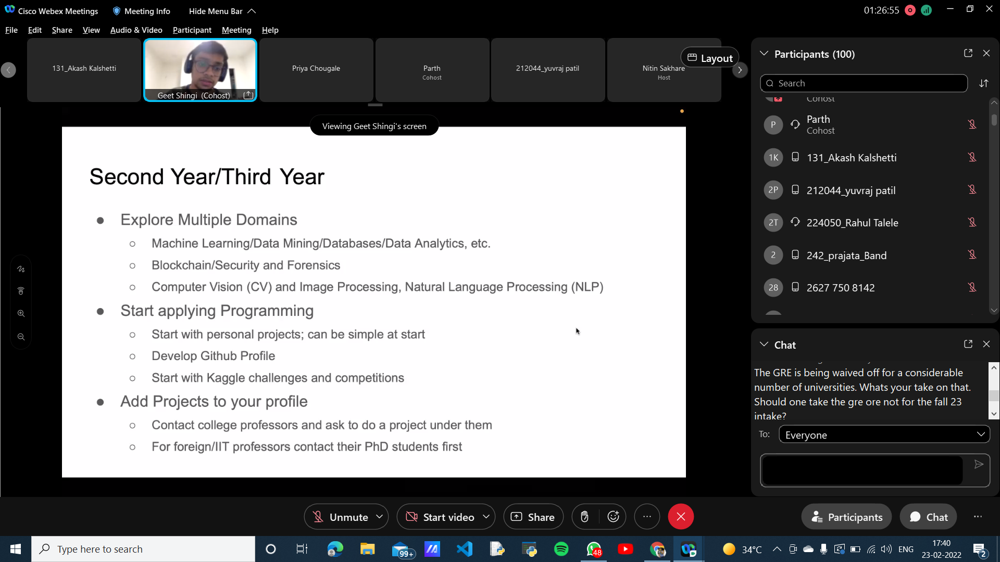 Cisco Webex Meetings
Meeting Info
Hide Menu Bar
01:26:55
File Edit Share View Audio & Video Participant Meeting Help
131_Akash Kalshetti
Geet Shingi (Cohost)
Priya Chougale
Parth
Cohost
212044_yuvraj patil
Nitin Sakhare
Host
Layout
Viewing Geet Shingi's screen
Second Year/Third Year
● Explore Multiple Domains
○ Machine Learning/Data Mining/Databases/Data Analytics, etc.
○ Blockchain/Security and Forensics
○ Computer Vision (CV) and Image Processing, Natural Language Processing (NLP)
● Start applying Programming
○ Start with personal projects; can be simple at start
○ Develop Github Profile
○ Start with Kaggle challenges and competitions
● Add Projects to your profile
○ Contact college professors and ask to do a project under them
○ For foreign/IIT professors contact their PhD students first
Participants (100)
Search
Cohost
P
Parth
Cohost
1K 131_Akash Kalshetti
2P 212044_yuvraj patil
2T 224050_Rahul Talele
2 242_prajata_Band
28 2627 750 8142
Chat
The GRE is being waived off for a considerable
number of universities. Whats your take on that.
Should one take the gre ore not for the fall 23
intake?
To: Everyone
Unmute
Start video
Share
Participants
Chat
Type here to search
99+
48
34°C
ENG
17:40
23-02-2022
2